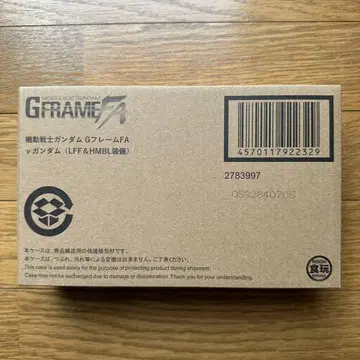 MOBILE SUIT GUNDAM
GFRAME FA
機動戦士ガンダム GフレームFA
νガンダム（LFF＆HMBL装備）
4570117922329
2783997
OSS2840705
本ケースは、商品輸送用の保護梱包材です。
本ケースは、つぶれ、汚れ等による交換は出来ません。ご了承ください。
This case is used solely for the purpose of protecting product during shipment.
Case may not be exchanged due to damage or discoloration. Thank you for your understanding.
食玩